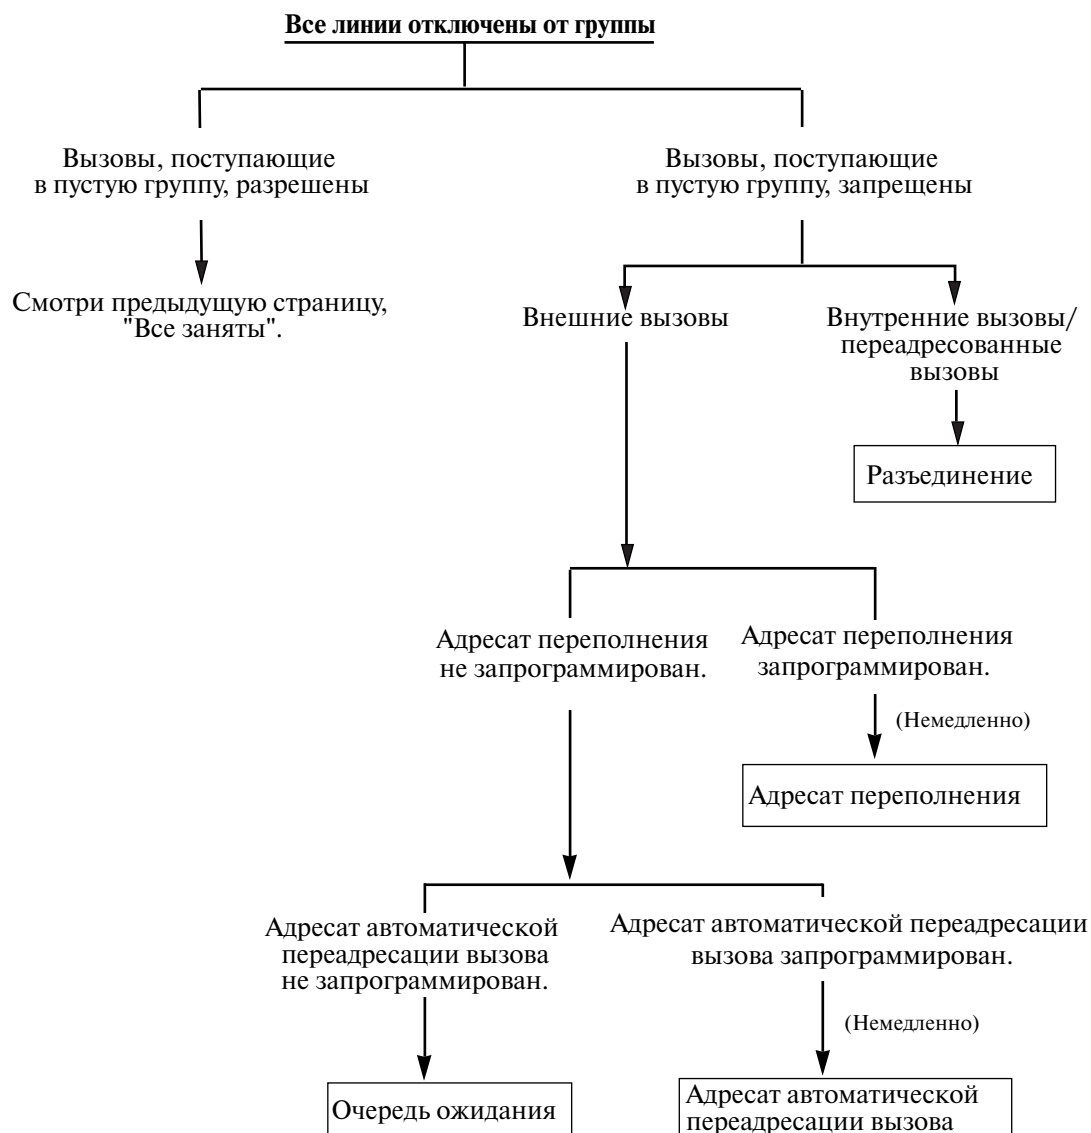 Все линии отключены от группы
Вызовы, поступающие
в пустую группу, разрешены
Вызовы, поступающие
в пустую группу, запрещены
Смотри предыдущую страницу,
"Все заняты".
Внешние вызовы
Внутренние вызовы/
переадресованные
вызовы
Разъединение
Адресат переполнения
не запрограммирован.
Адресат переполнения
запрограммирован.
(Немедленно)
Адресат переполнения
Адресат автоматической
переадресации вызова
не запрограммирован.
Адресат автоматической переадресации
вызова запрограммирован.
(Немедленно)
Очередь ожидания
Адресат автоматической
переадресации вызова